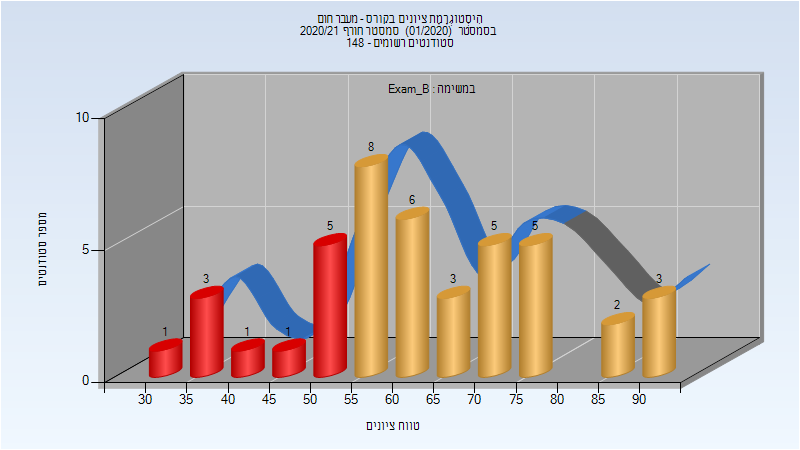 היסטוגרמת ציונים בקורס - מעבר חום
בסמסטר (01/2020) סמסטר חורף 2020/21
סטודנטים רשומים - 148
במשימה : Exam_B
10
5
0
מספר סטודנטים
1
3
1
1
5
8
6
3
5
5
2
3
30 35 40 45 50 55 60 65 70 75 80 85 90
טווח ציונים